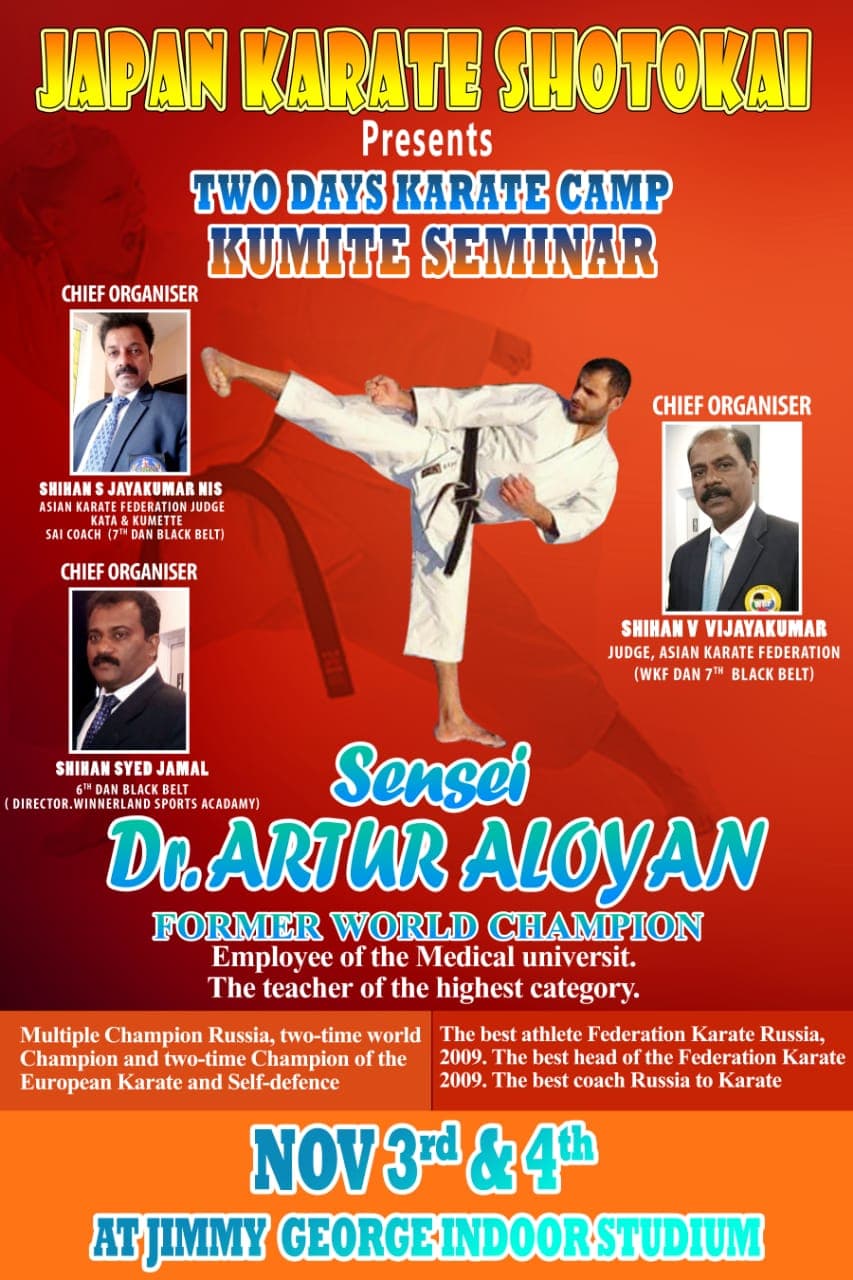 JAPAN KARATE SHOTOKAI
Presents
TWO DAYS KARATE CAMP
KUMITE SEMINAR
CHIEF ORGANISER
SHIHAN S JAYAKUMAR NIS
ASIAN KARATE FEDERATION JUDGE
KATA & KUMETTE
SAI COACH (7TH DAN BLACK BELT)
CHIEF ORGANISER
SHIHAN SYED JAMAL
6TH DAN BLACK BELT
( DIRECTOR.WINNERLAND SPORTS ACADAMY)
CHIEF ORGANISER
WKF
SHIHAN V VIJAYAKUMAR
JUDGE, ASIAN KARATE FEDERATION
(WKF DAN 7TH BLACK BELT)
Sensei
Dr. ARTUR ALOYAN
FORMER WORLD CHAMPION
Employee of the Medical universit.
The teacher of the highest category.
Multiple Champion Russia, two-time world
Champion and two-time Champion of the
European Karate and Self-defence
The best athlete Federation Karate Russia,
2009. The best head of the Federation Karate
2009. The best coach Russia to Karate
NOV 3rd & 4th
AT JIMMY GEORGE INDOOR STUDIUM